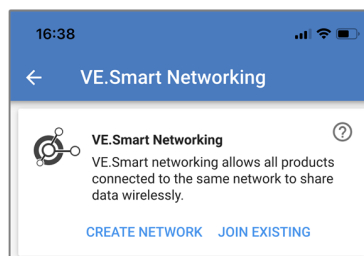 16:38
VE.Smart Networking
VE.Smart Networking
VE.Smart networking allows all products
connected to the same network to share
data wirelessly.
CREATE NETWORK JOIN EXISTING